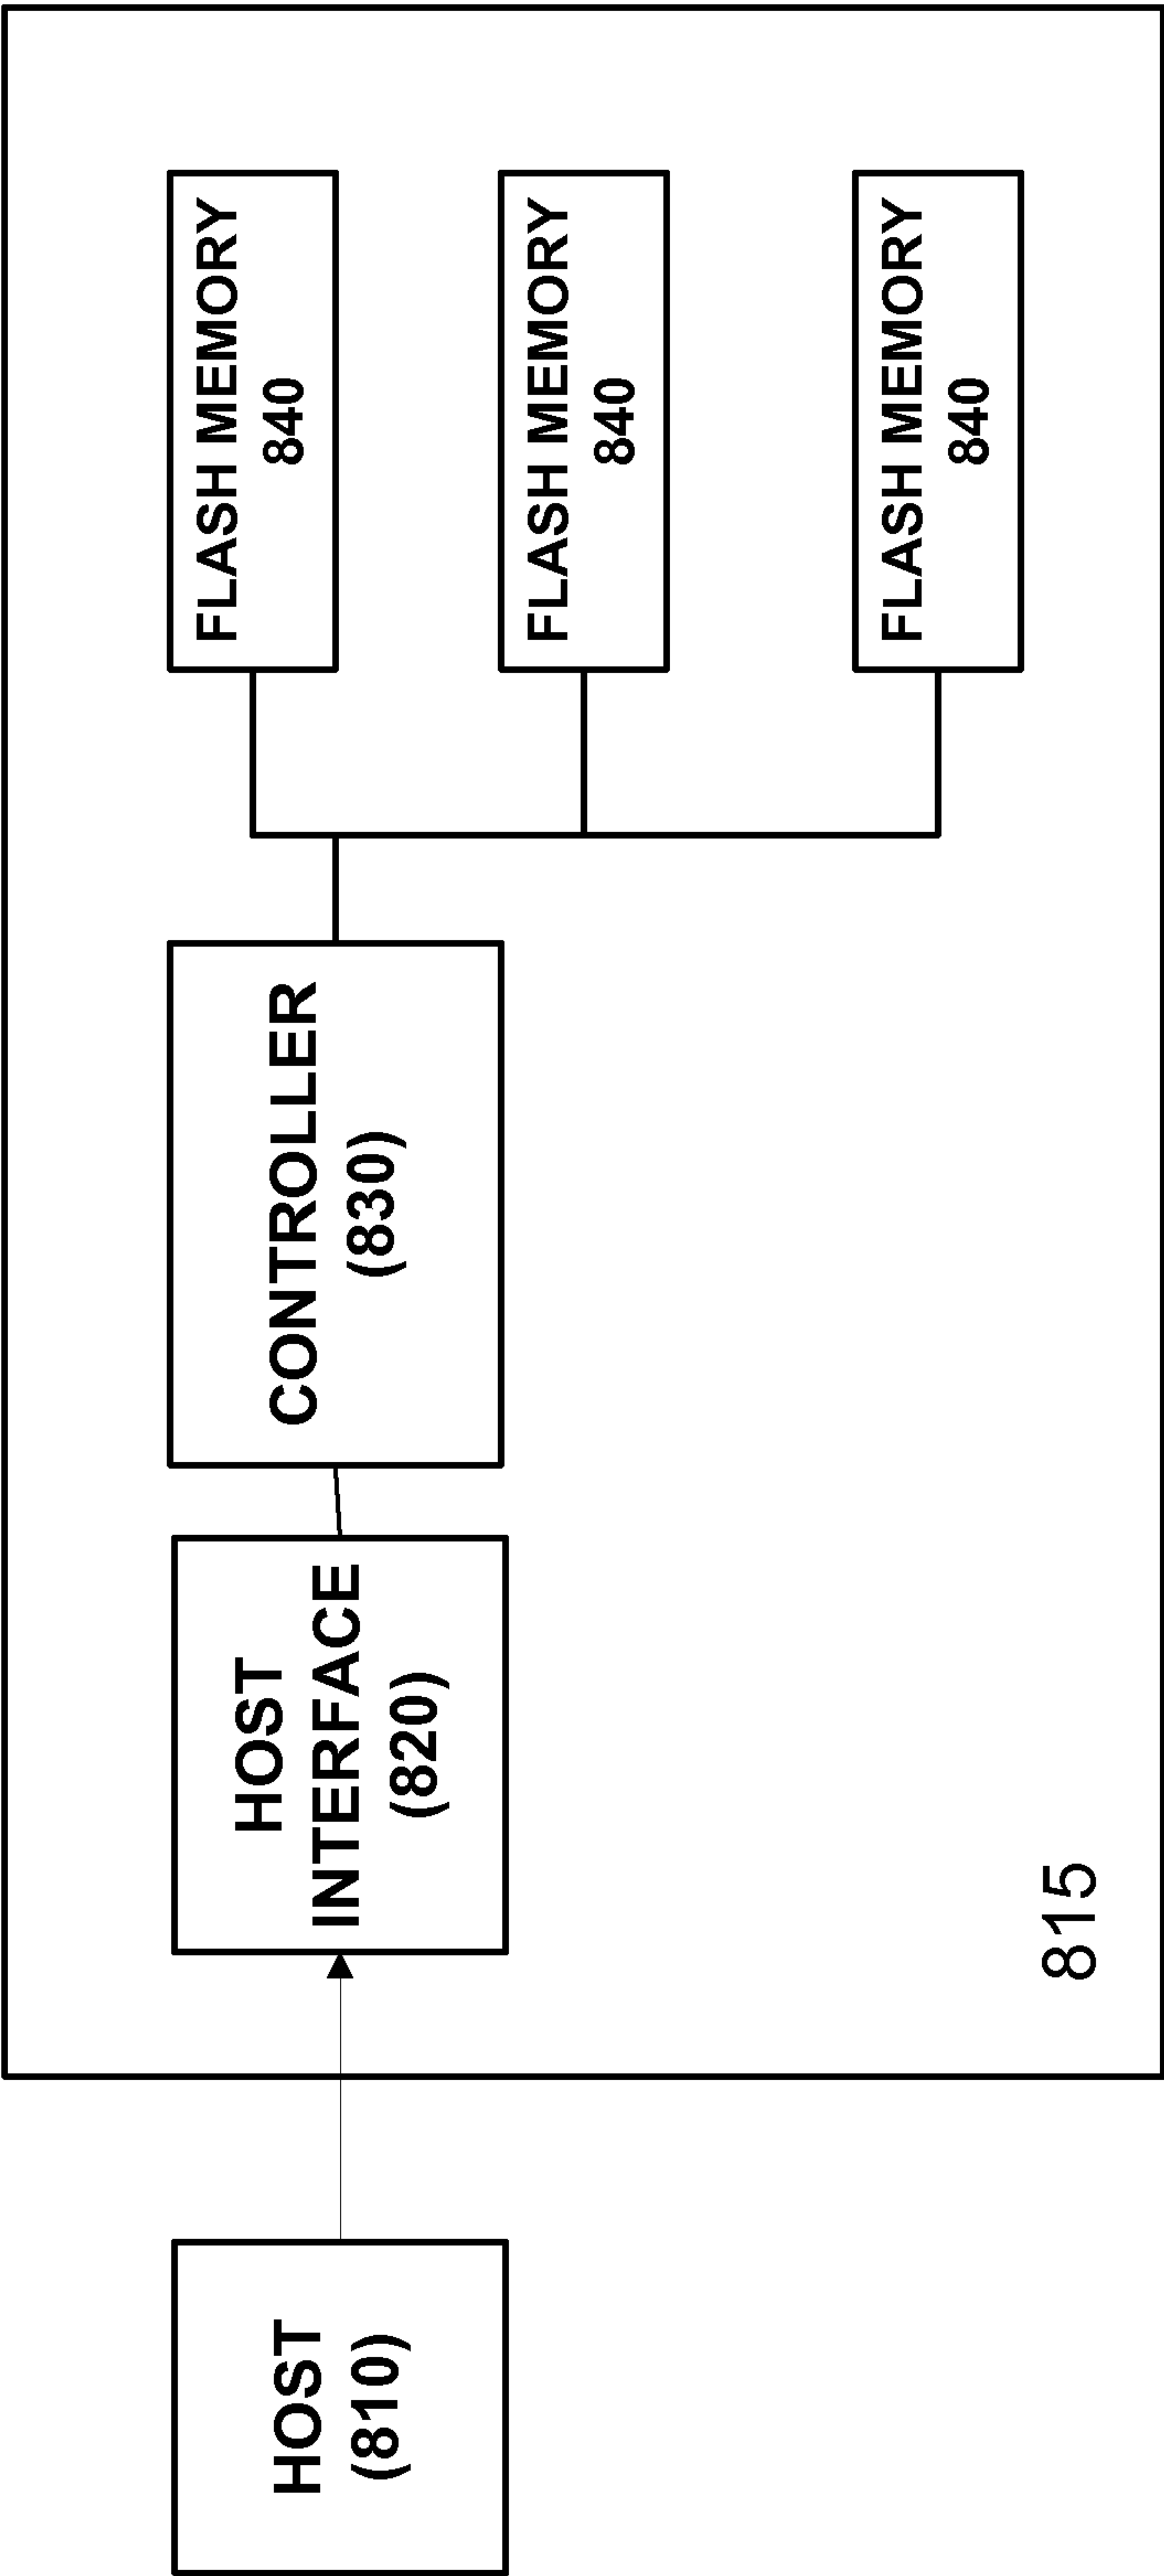 HOST
(810)
HOST
INTERFACE
(820)
CONTROLLER
(830)
FLASH MEMORY
840
FLASH MEMORY
840
FLASH MEMORY
840
815